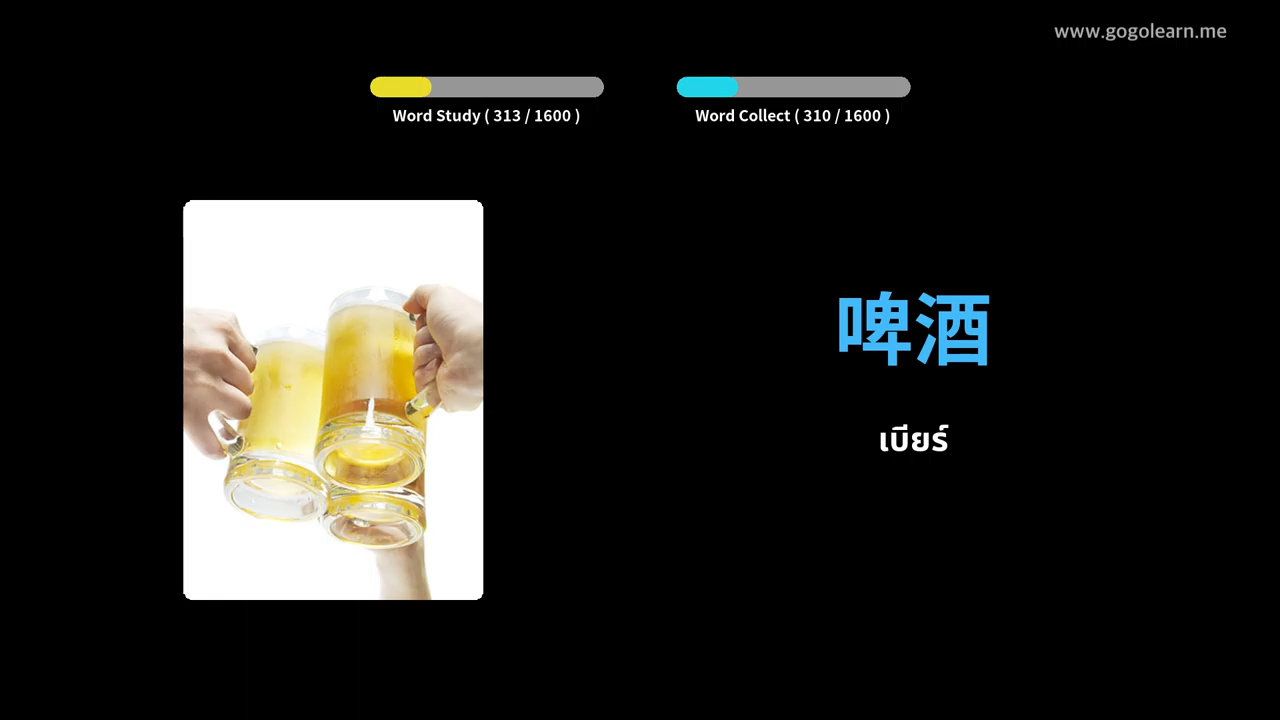 www.gogolearn.me
Word Study ( 313 / 1600 )
Word Collect ( 310 / 1600 )
啤酒
เบียร์